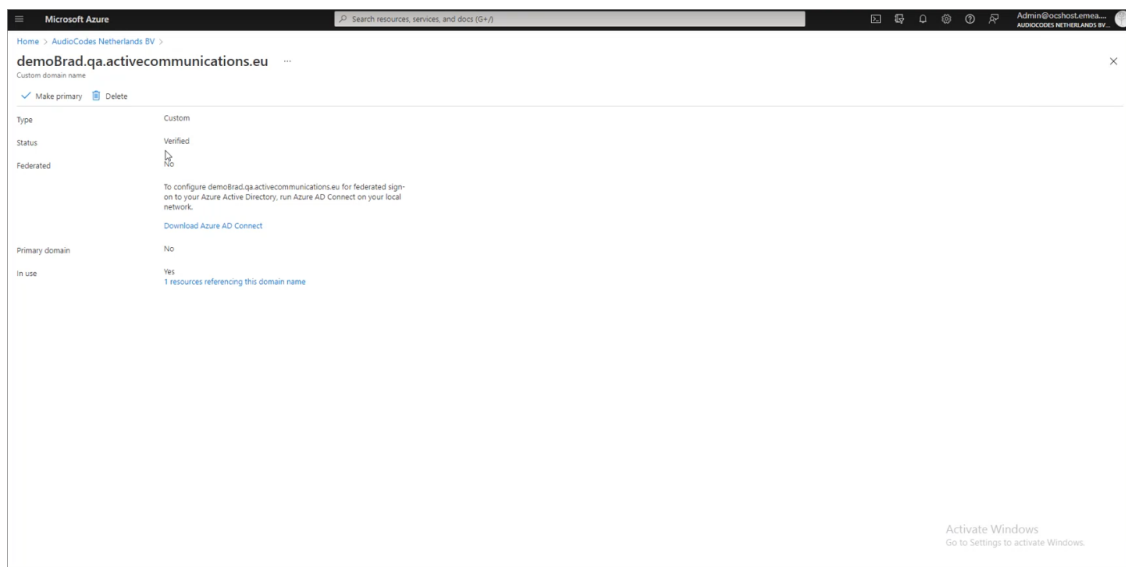 Microsoft Azure
Search resources, services, and docs (G+/)
Admin@ocshost.emea....
AUDIOCODES NETHERLANDS BV...
Home > AudioCodes Netherlands BV >
demoBrad.qa.activecommunications.eu ...
Custom domain name
Make primary Delete
Type Custom
Status Verified
Federated No
To configure demoBrad.qa.activecommunications.eu for federated sign-
on to your Azure Active Directory, run Azure AD Connect on your local
network.
Download Azure AD Connect
Primary domain No
In use Yes
1 resources referencing this domain name
Activate Windows
Go to Settings to activate Windows.